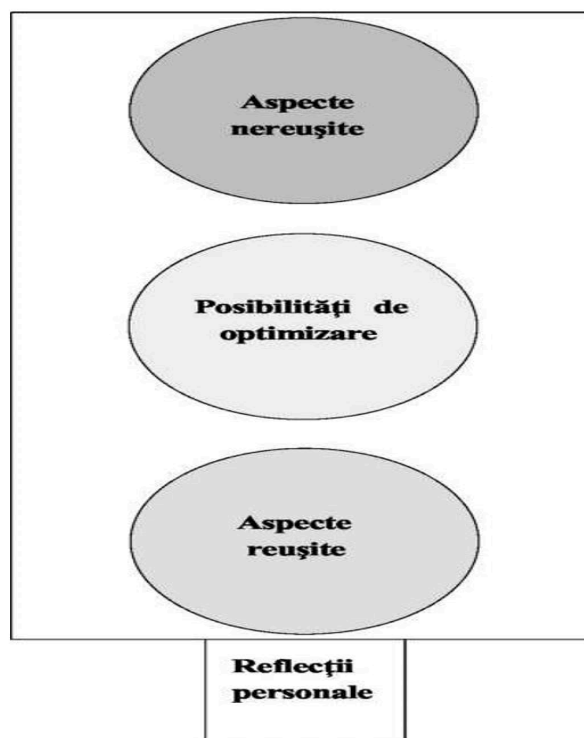 Aspecte
nereuşite
Posibilităţi de
optimizare
Aspecte
reuşite
Reflecţii
personale